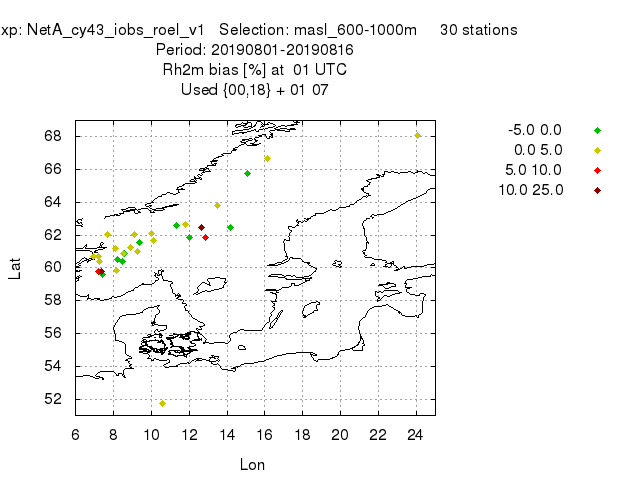 xp: NetA_cy43_iobs_roel_v1 Selection: masl_600-1000m 30 stations
Period: 20190801-20190816
Rh2m bias [%] at 01 UTC
Used {00,18} + 01 07
-5.0 0.0
0.0 5.0
5.0 10.0
10.0 25.0
68
66
64
62
60
58
56
54
52
Lat
6 8 10 12 14 16 18 20 22 24
Lon